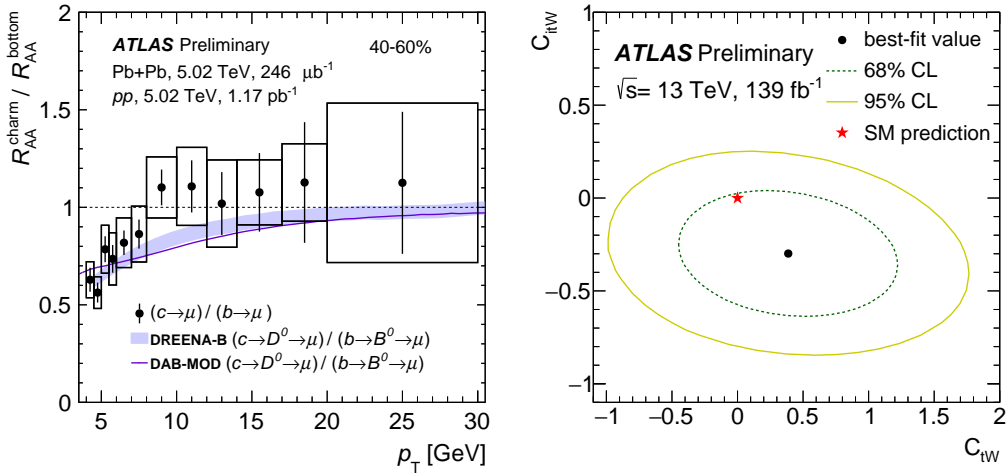 ATLAS Preliminary
40-60%
Pb+Pb, 5.02 TeV, 246 μb⁻¹
pp, 5.02 TeV, 1.17 pb⁻¹
(c→μ) / (b→μ)
DREENA-B (c→D⁰→μ) / (b→B⁰→μ)
DAB-MOD (c→D⁰→μ) / (b→B⁰→μ)
R_AA^charm / R_AA^bottom
2
1.5
1
0.5
0
5 10 15 20 25 30
p_T [GeV]
ATLAS Preliminary
√s= 13 TeV, 139 fb⁻¹
best-fit value
68% CL
95% CL
SM prediction
C_itW
1
0.5
0
−0.5
−1
−1 −0.5 0 0.5 1 1.5 2
C_tW